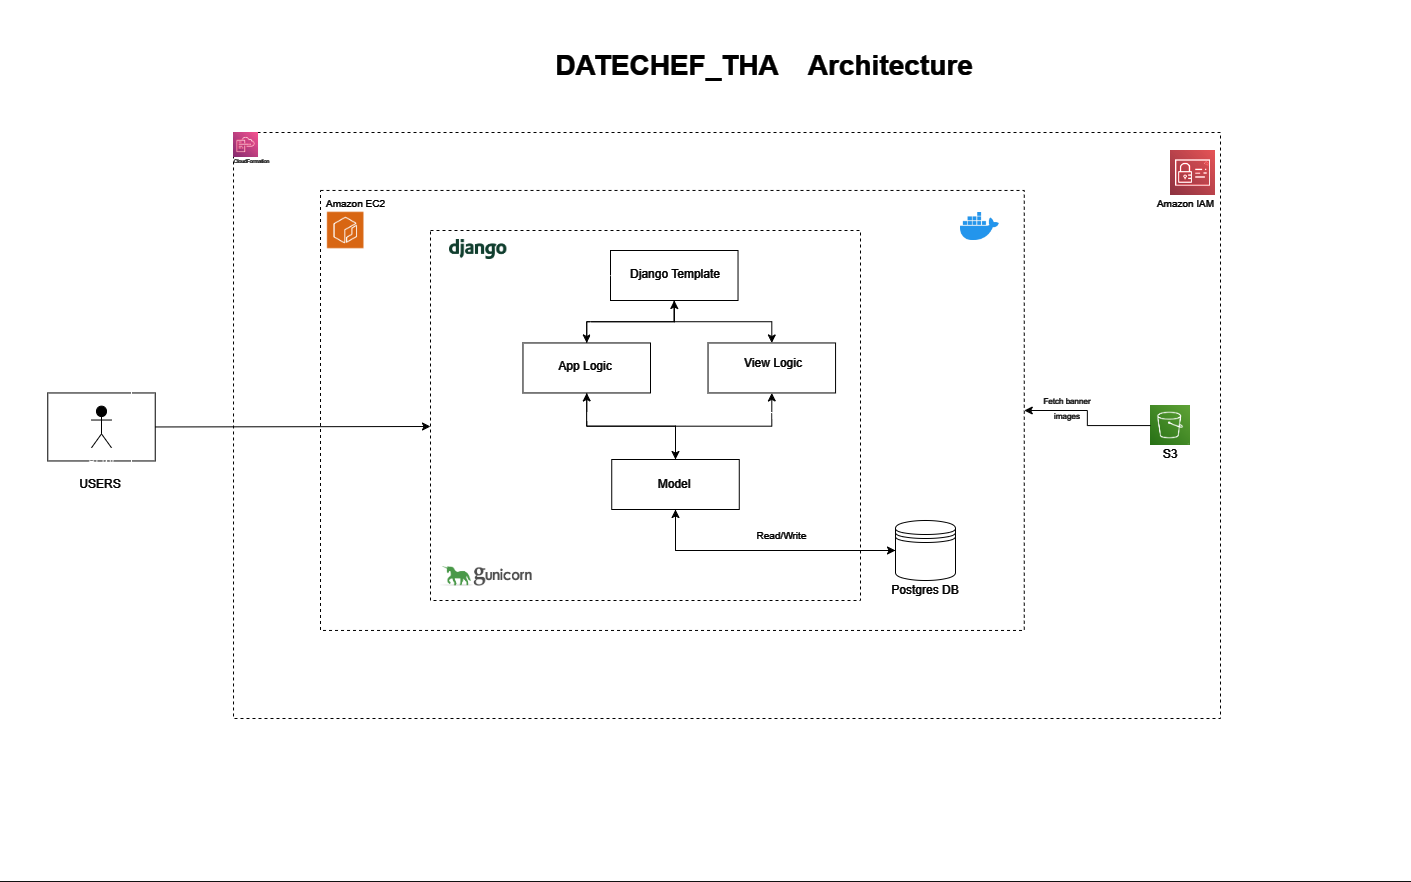 DATECHEF_THA Architecture
CloudFormation
Amazon IAM
Amazon EC2
django
Django Template
App Logic
View Logic
Fetch banner
images
S3
USERS
Model
Read/Write
gunicorn
Postgres DB